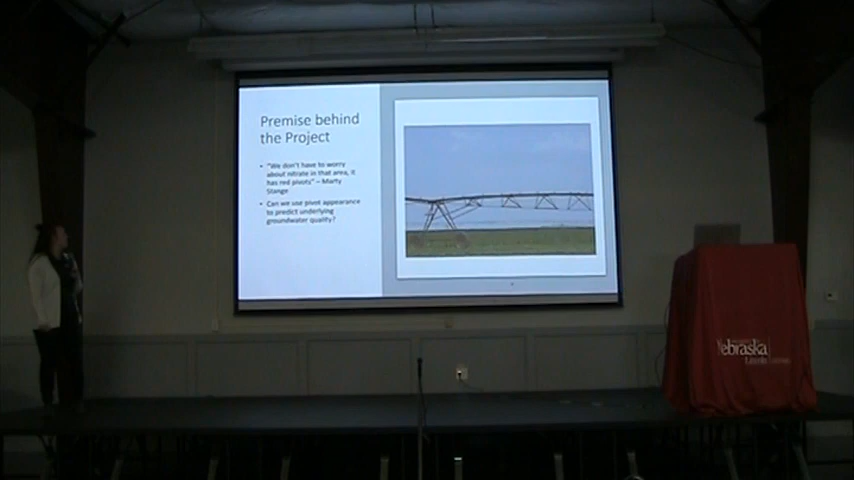 Premise behind
the Project
• "We don't have to worry
about nitrate in that area, it
has red pivots" – Marty
Stange
• Can we use pivot appearance
to predict underlying
groundwater quality?
Nebraska
Lincoln